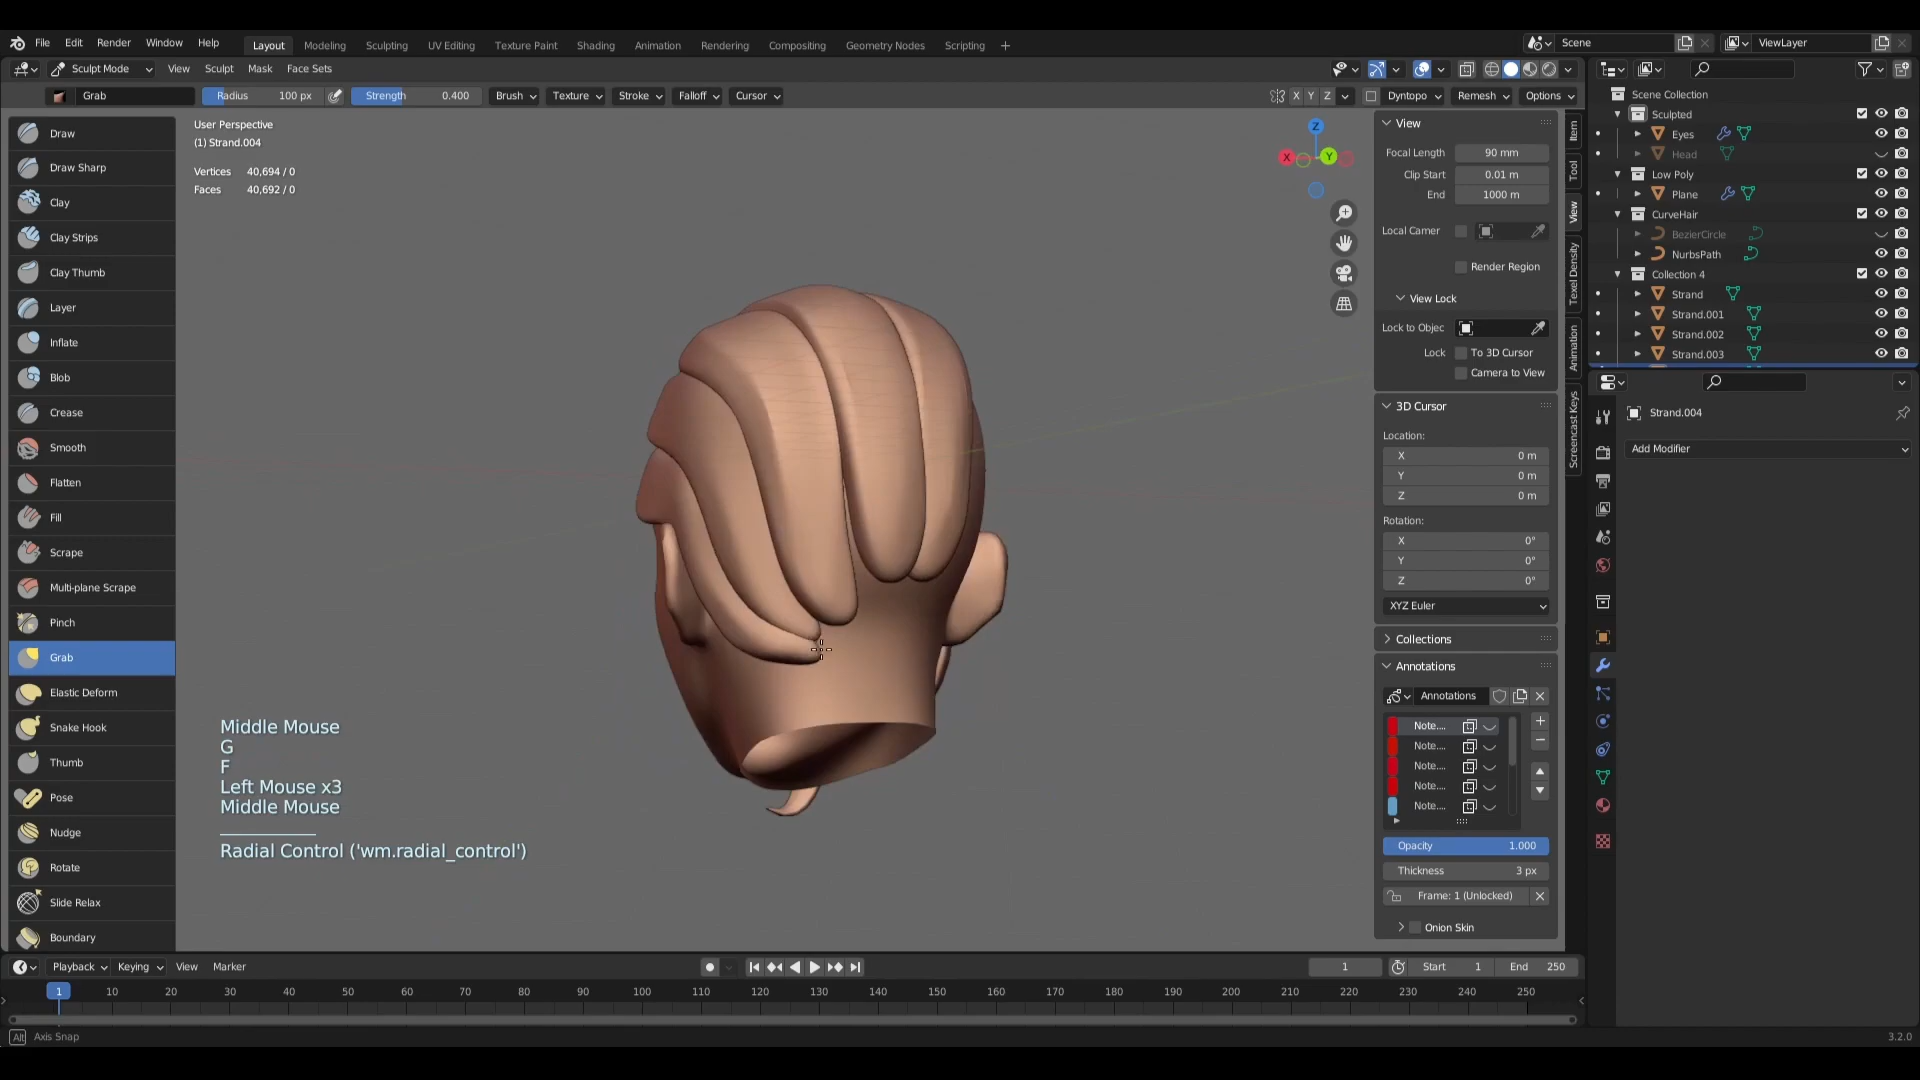 File Edit Render Window Help Layout Modeling Sculpting UV Editing Texture Paint Shading Animation Rendering Compositing Geometry Nodes Scripting + Scene ViewLayer
Sculpt Mode View Sculpt Mask Face Sets
Grab Radius 100 px Strength 0.400 Brush Texture Stroke Falloff Cursor X Y Z Dyntopo Remesh Options
User Perspective
(1) Strand.004
Vertices 40,694 / 0
Faces 40,692 / 0
Draw
Draw Sharp
Clay
Clay Strips
Clay Thumb
Layer
Inflate
Blob
Crease
Smooth
Flatten
Fill
Scrape
Multi-plane Scrape
Pinch
Grab
Elastic Deform
Snake Hook
Thumb
Pose
Nudge
Rotate
Slide Relax
Boundary
Middle Mouse
G
F
Left Mouse x3
Middle Mouse
Radial Control ('wm.radial_control')
Z
X
Y
View
Focal Length 90 mm
Clip Start 0.01 m
End 1000 m
Local Camer
Render Region
View Lock
Lock to Objec
Lock To 3D Cursor
Camera to View
3D Cursor
Location:
X 0 m
Y 0 m
Z 0 m
Rotation:
X 0°
Y 0°
Z 0°
XYZ Euler
Collections
Annotations
Annotations
Note....
Note....
Note....
Note....
Note....
Opacity 1.000
Thickness 3 px
Frame: 1 (Unlocked)
Onion Skin
Item
Tool
View
Texel Density
Animation
Screencast Keys
Scene Collection
Sculpted
Eyes
Head
Low Poly
Plane
CurveHair
BezierCircle
NurbsPath
Collection 4
Strand
Strand.001
Strand.002
Strand.003
Strand.004
Add Modifier
Playback Keying View Marker 1 Start 1 End 250
1 10 20 30 40 50 60 70 80 90 100 110 120 130 140 150 160 170 180 190 200 210 220 230 240 250
Alt Axis Snap 3.2.0